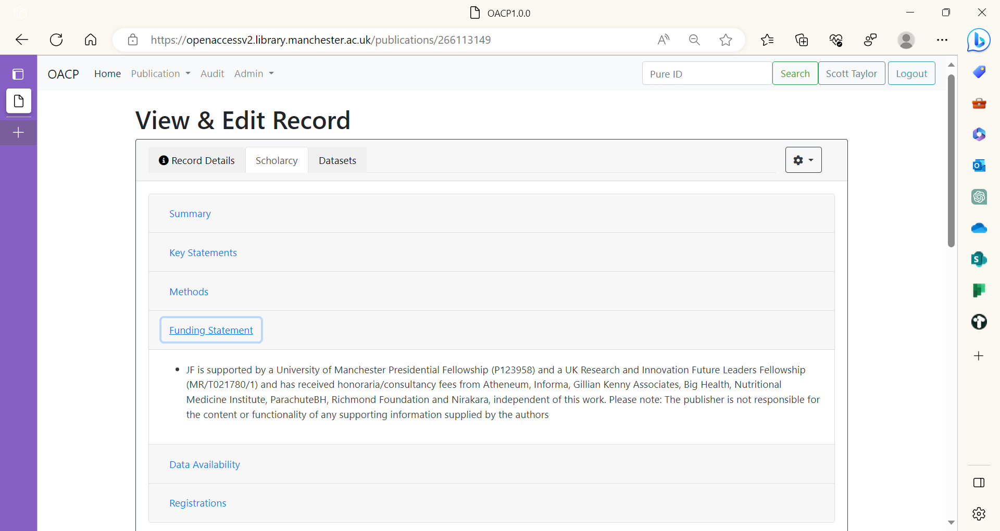 OACP1.0.0
https://openaccessv2.library.manchester.ac.uk/publications/266113149
OACP Home Publication Audit Admin Pure ID Search Scott Taylor Logout
View & Edit Record
Record Details Scholarcy Datasets
Summary
Key Statements
Methods
Funding Statement
JF is supported by a University of Manchester Presidential Fellowship (P123958) and a UK Research and Innovation Future Leaders Fellowship
(MR/T021780/1) and has received honoraria/consultancy fees from Atheneum, Informa, Gillian Kenny Associates, Big Health, Nutritional
Medicine Institute, ParachuteBH, Richmond Foundation and Nirakara, independent of this work. Please note: The publisher is not responsible for
the content or functionality of any supporting information supplied by the authors
Data Availability
Registrations